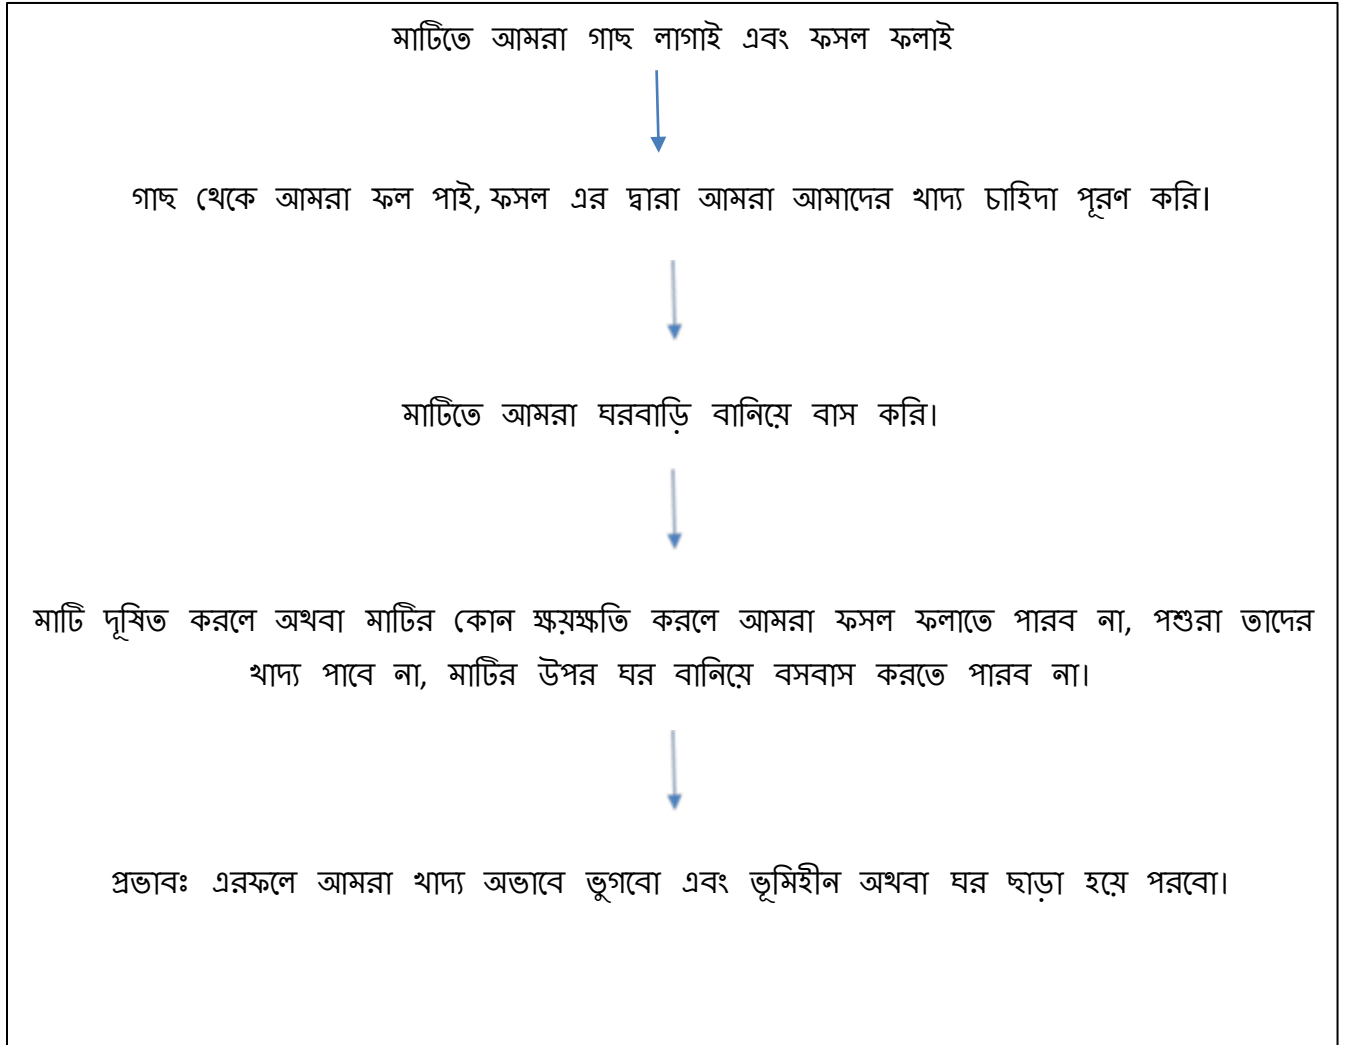 মাটিতে আমরা গাছ লাগাই এবং ফসল ফলাই
গাছ থেকে আমরা ফল পাই, ফসল এর দ্বারা আমরা আমাদের খাদ্য চাহিদা পূরণ করি।
মাটিতে আমরা ঘরবাড়ি বানিয়ে বাস করি।
মাটি দূষিত করলে অথবা মাটির কোন ক্ষয়ক্ষতি করলে আমরা ফসল ফলাতে পারব না, পশুরা তাদের
খাদ্য পাবে না, মাটির উপর ঘর বানিয়ে বসবাস করতে পারব না।
প্রভাবঃ এরফলে আমরা খাদ্য অভাবে ভুগবো এবং ভূমিহীন অথবা ঘর ছাড়া হয়ে পরবো।